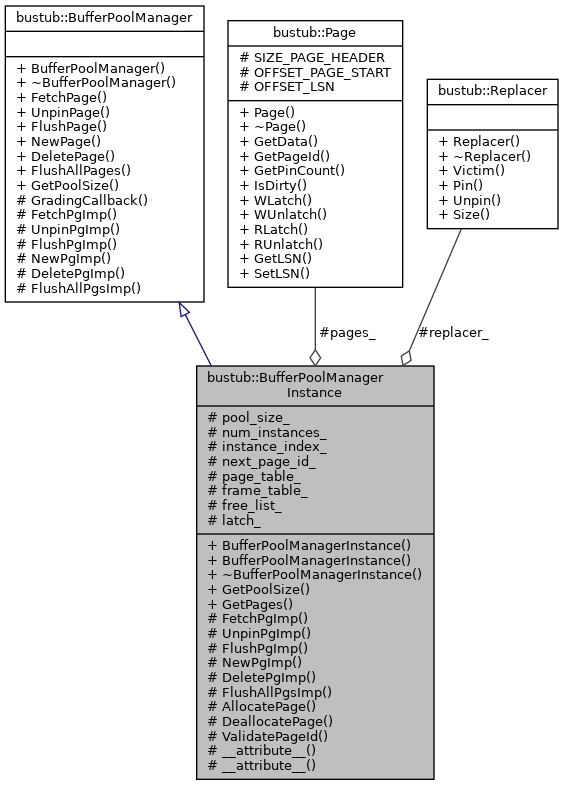 bustub::BufferPoolManager
+ BufferPoolManager()
+ ~BufferPoolManager()
+ FetchPage()
+ UnpinPage()
+ FlushPage()
+ NewPage()
+ DeletePage()
+ FlushAllPages()
+ GetPoolSize()
# GradingCallback()
# FetchPgImp()
# UnpinPgImp()
# FlushPgImp()
# NewPgImp()
# DeletePgImp()
# FlushAllPgsImp()
bustub::Page
# SIZE_PAGE_HEADER
# OFFSET_PAGE_START
# OFFSET_LSN
+ Page()
+ ~Page()
+ GetData()
+ GetPageId()
+ GetPinCount()
+ IsDirty()
+ WLatch()
+ WUnlatch()
+ RLatch()
+ RUnlatch()
+ GetLSN()
+ SetLSN()
bustub::Replacer
+ Replacer()
+ ~Replacer()
+ Victim()
+ Pin()
+ Unpin()
+ Size()
#pages_
#replacer_
bustub::BufferPoolManager
Instance
# pool_size_
# num_instances_
# instance_index_
# next_page_id_
# page_table_
# frame_table_
# free_list_
# latch_
+ BufferPoolManagerInstance()
+ BufferPoolManagerInstance()
+ ~BufferPoolManagerInstance()
+ GetPoolSize()
+ GetPages()
# FetchPgImp()
# UnpinPgImp()
# FlushPgImp()
# NewPgImp()
# DeletePgImp()
# FlushAllPgsImp()
# AllocatePage()
# DeallocatePage()
# ValidatePageId()
# __attribute__()
# __attribute__()